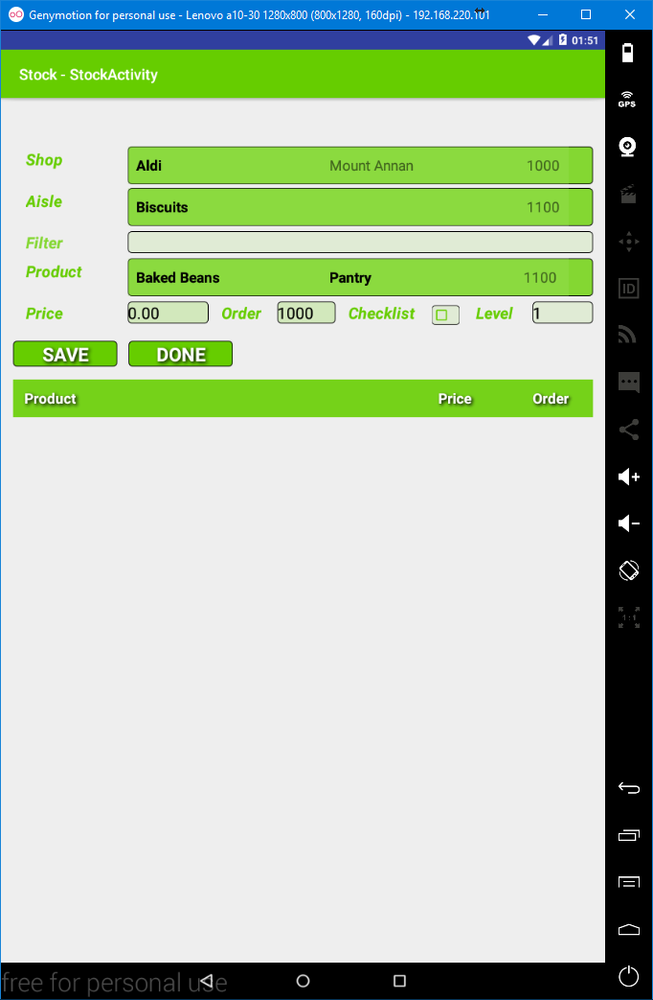 Genymotion for personal use - Lenovo a10-30 1280x800 (800x1280, 160dpi) - 192.168.220.101
01:51
Stock - StockActivity
GPS
Shop Aldi Mount Annan 1000
Aisle Biscuits 1100
ID
Filter
Product Baked Beans Pantry 1100
Price 0.00 Order 1000 Checklist Level 1
SAVE DONE
Product Price Order
1:1
free for personal use